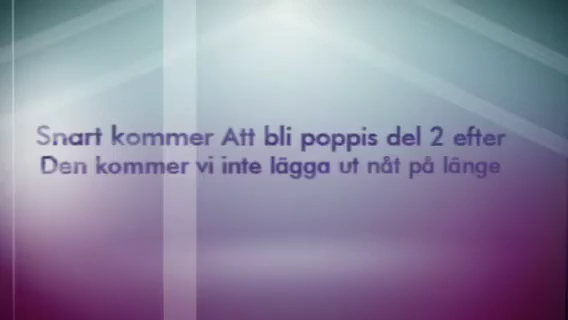 Snart kommer Att bli poppis del 2 efter
Den kommer vi inte lägga ut nåt på länge